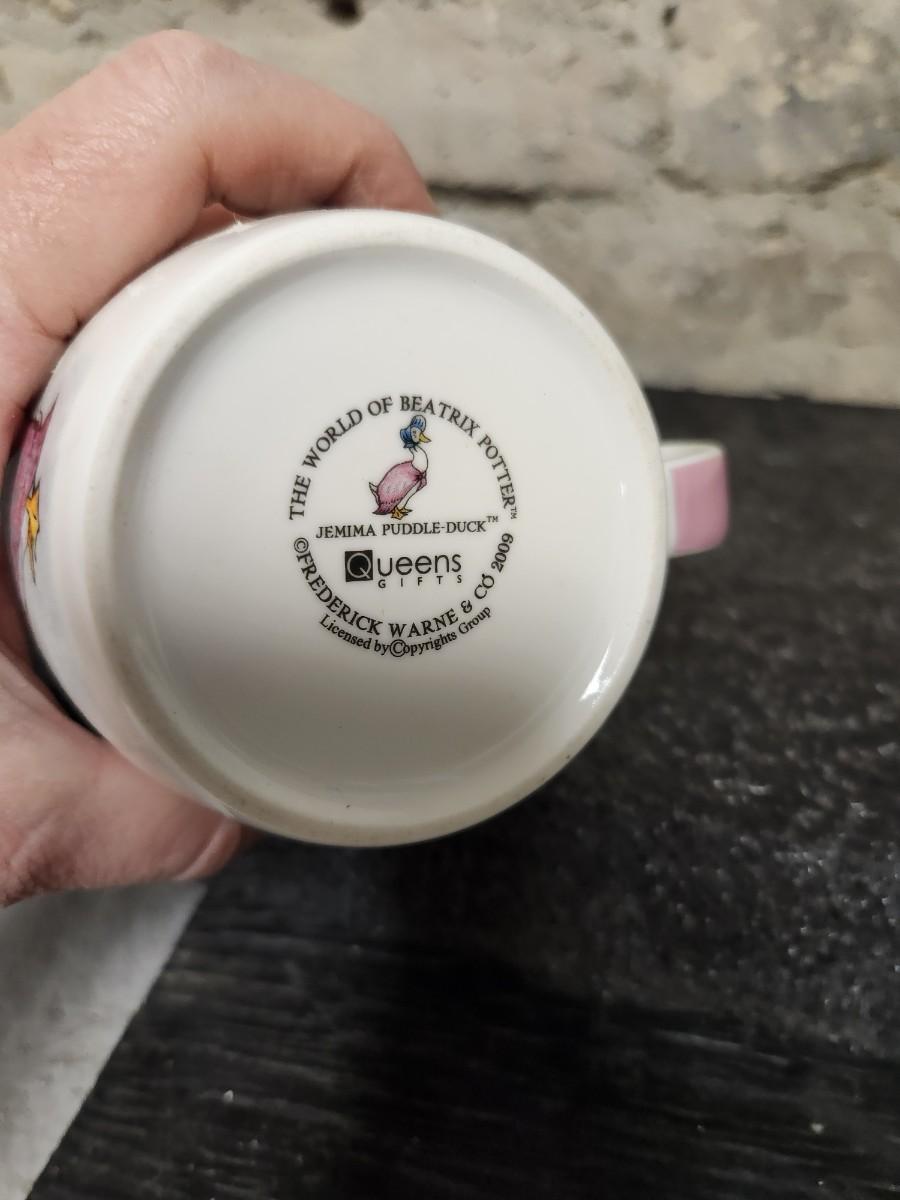 THE WORLD OF BEATRIX POTTER™
JEMIMA PUDDLE-DUCK™
Queens
GIFTS
©FREDERICK WARNE & CO 2009
Licensed by ©opyrights Group